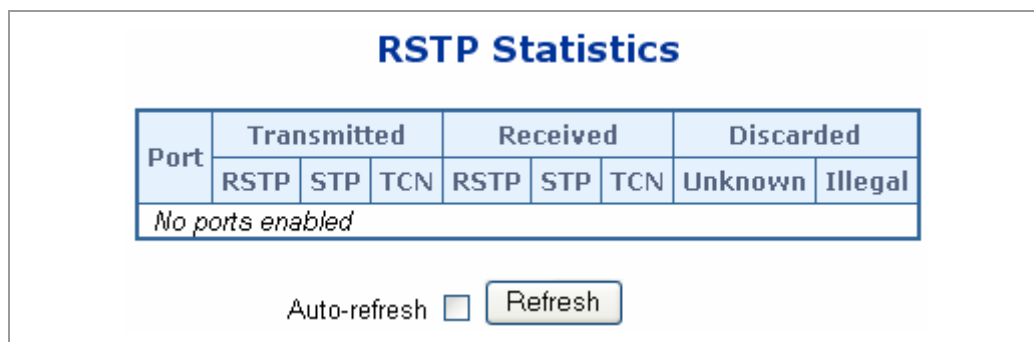 RSTP Statistics
Port Transmitted Received Discarded
RSTP STP TCN RSTP STP TCN Unknown Illegal
No ports enabled
Auto-refresh Refresh